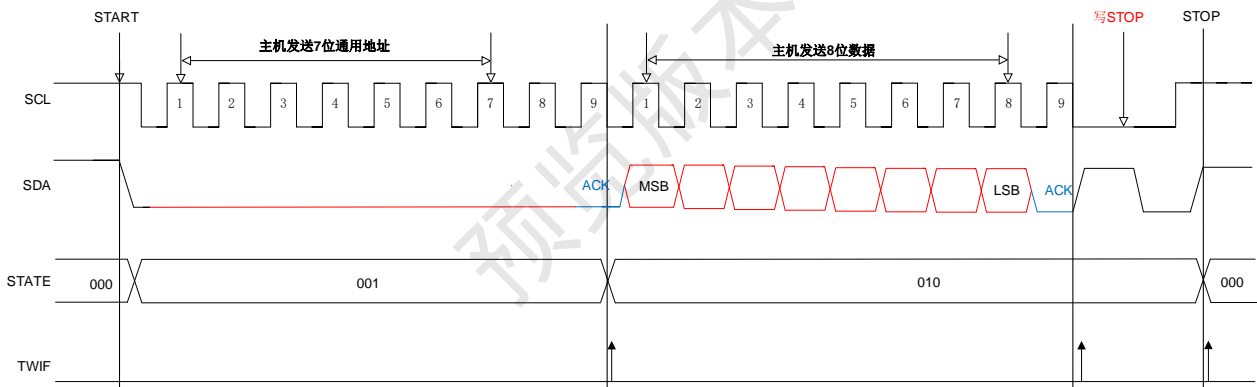 START 写STOP STOP
主机发送7位通用地址 主机发送8位数据
SCL 1 2 3 4 5 6 7 8 9 1 2 3 4 5 6 7 8 9
SDA ACK MSB LSB ACK
STATE 000 001 010 000
TWIF
预览版本